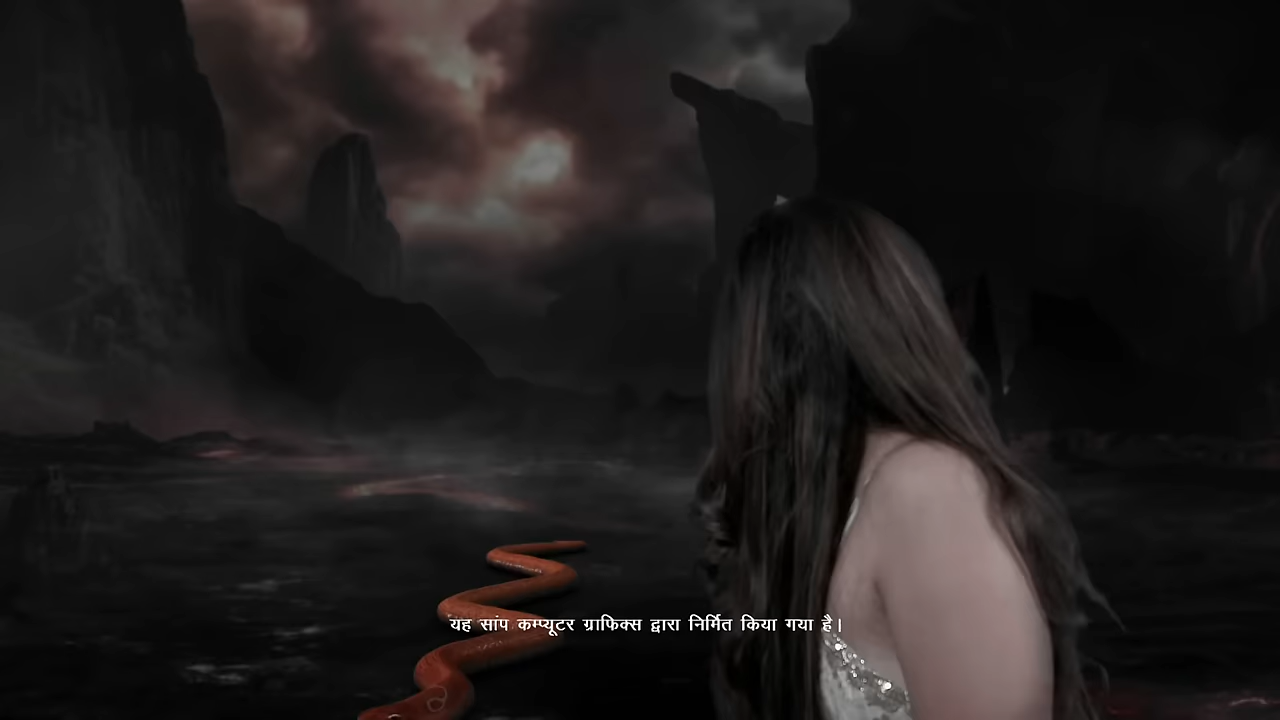 यह सांप कम्प्यूटर ग्राफिक्स द्वारा निर्मित किया गया है।